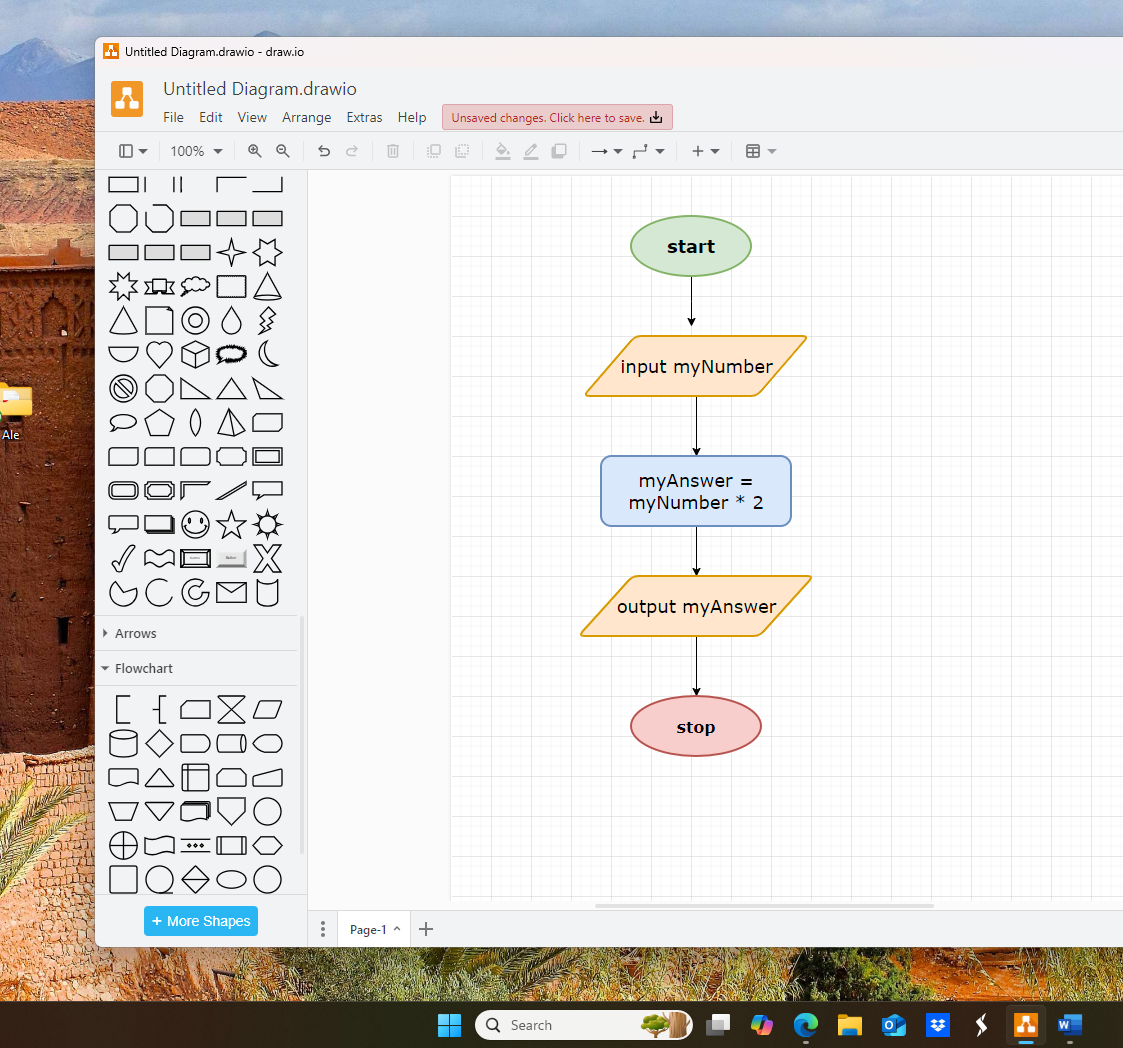 Untitled Diagram.drawio - draw.io
Untitled Diagram.drawio
File Edit View Arrange Extras Help Unsaved changes. Click here to save.
100%
start
input myNumber
Ale
myAnswer =
myNumber * 2
output myAnswer
Arrows
Flowchart
stop
+ More Shapes
Page-1
Search